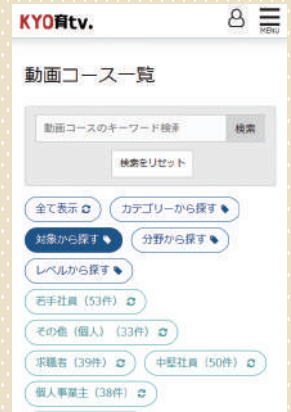 KYO育tv.
MENU
動画コース一覧
動画コースのキーワード検索
検索
検索をリセット
全て表示
カテゴリーから探す
対象から探す
分野から探す
レベルから探す
若手社員（53件）
その他（個人）（33件）
求職者（39件）
中堅社員（50件）
個人事業主（38件）